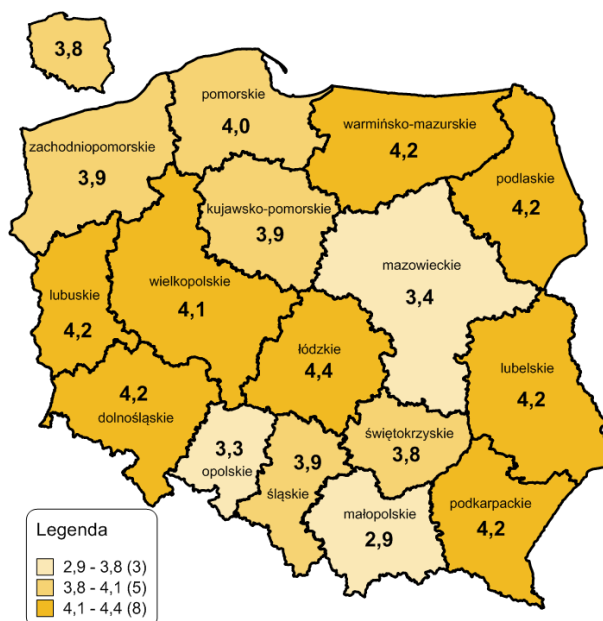 3,8
pomorskie
4,0
warmińsko-mazurskie
4,2
zachodniopomorskie
3,9
podlaskie
4,2
kujawsko-pomorskie
3,9
mazowieckie
3,4
lubuskie
4,2
wielkopolskie
4,1
łódzkie
4,4
lubelskie
4,2
4,2
dolnośląskie
3,3
opolskie
3,9
śląskie
świętokrzyskie
3,8
małopolskie
2,9
podkarpackie
4,2
Legenda
2,9 - 3,8 (3)
3,8 - 4,1 (5)
4,1 - 4,4 (8)